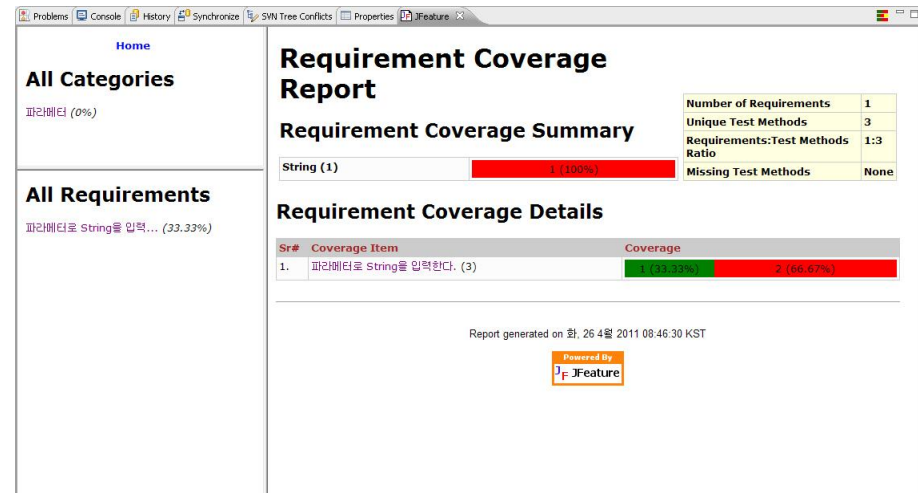 Problems Console History Synchronize SVN Tree Conflicts Properties JFeature
Home
All Categories
파라메터 (0%)
All Requirements
파라메터로 String을 입력... (33.33%)
Requirement Coverage
Report
Number of Requirements 1
Unique Test Methods 3
Requirements:Test Methods Ratio 1:3
Missing Test Methods None
Requirement Coverage Summary
String (1) 1 (100%)
Requirement Coverage Details
Sr# Coverage Item Coverage
1. 파라메터로 String을 입력한다. (3) 1 (33.33%) 2 (66.67%)
Report generated on 화, 26 4월 2011 08:46:30 KST
Powered By
JF JFeature